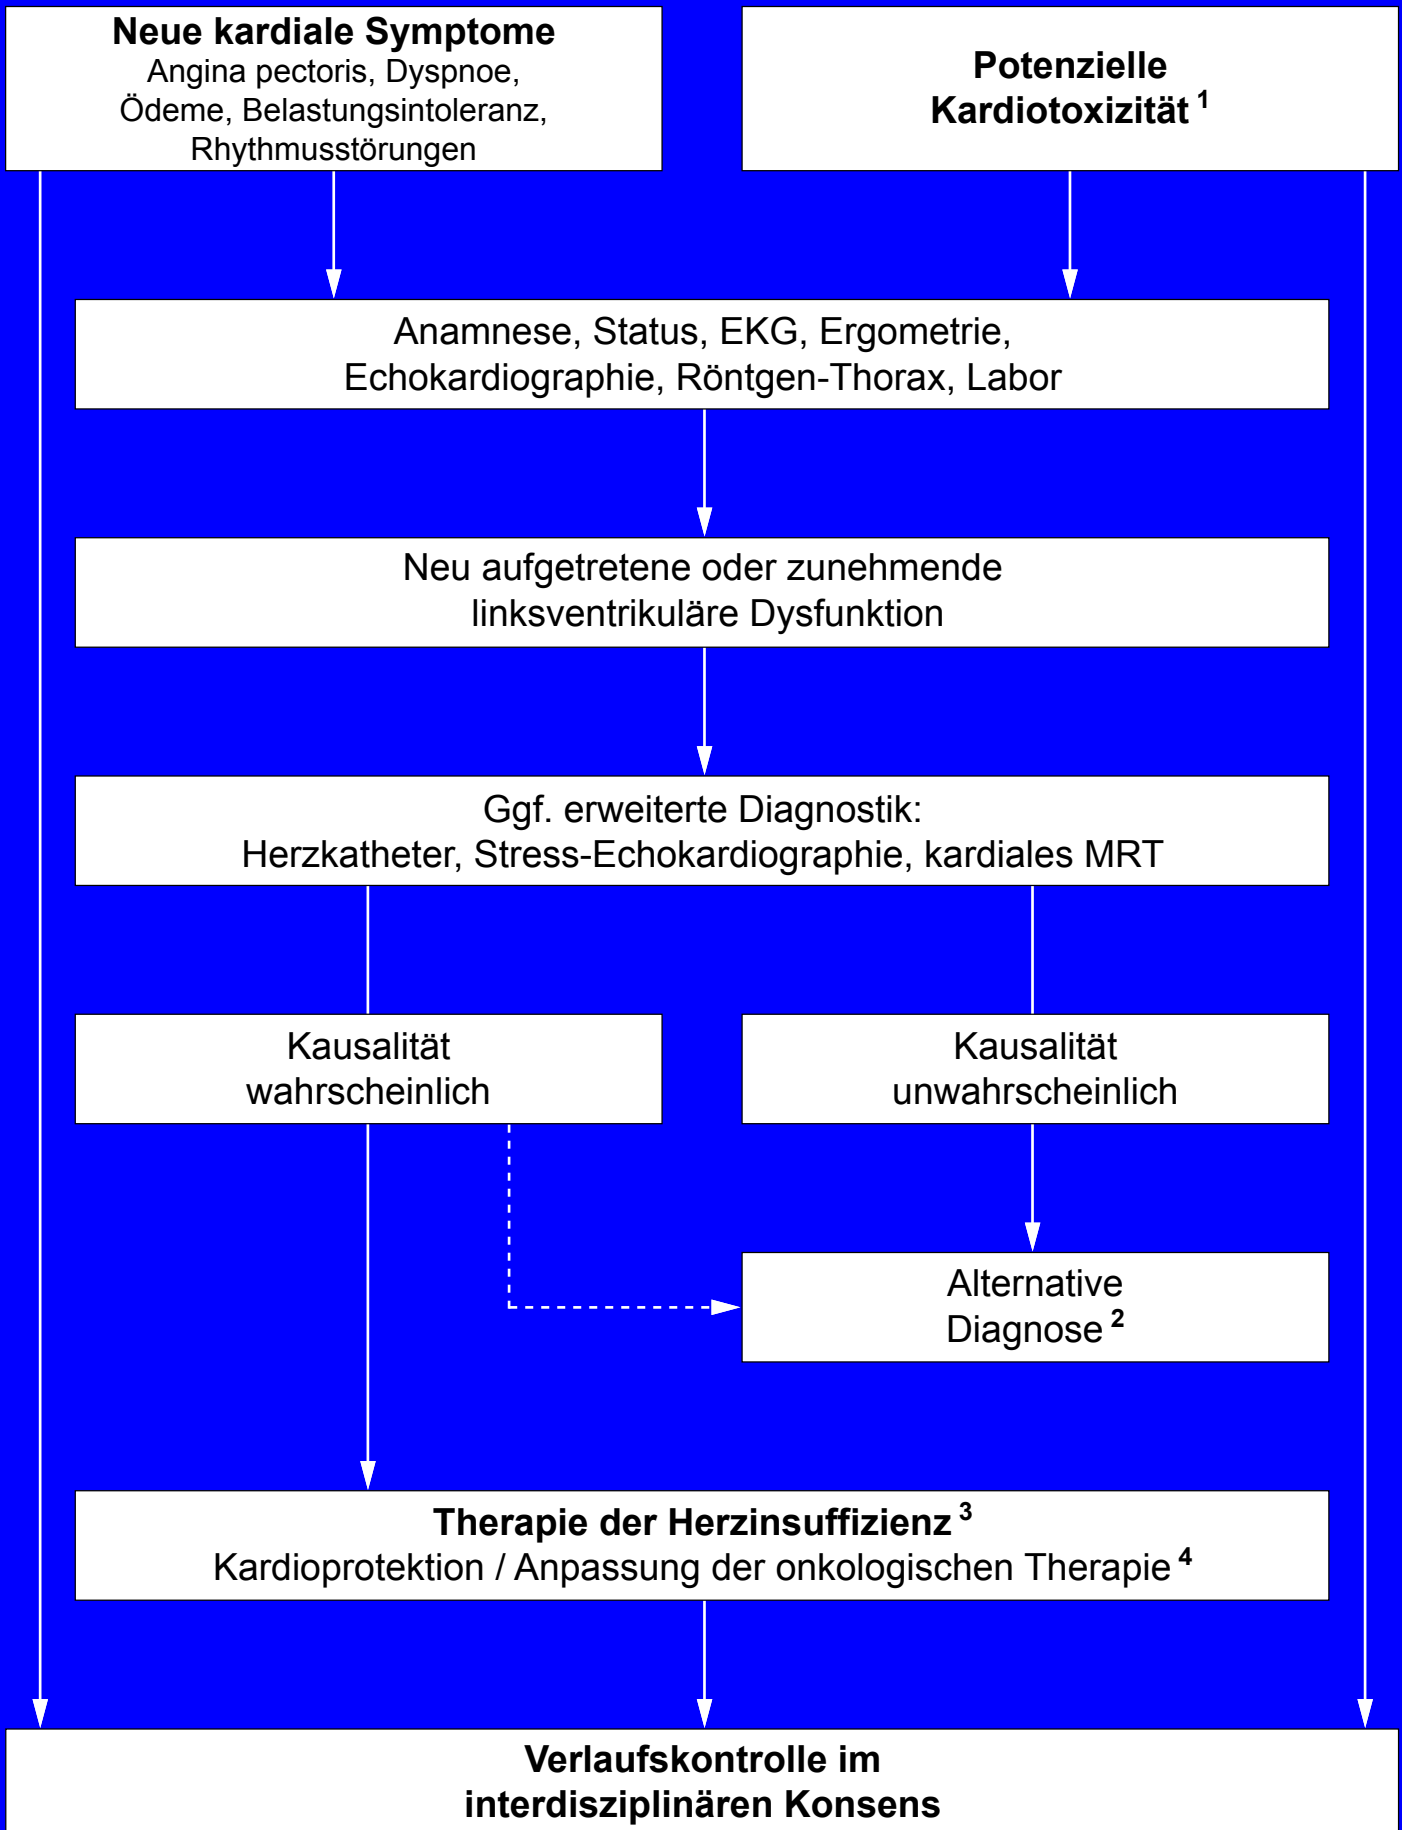 Neue kardiale Symptome
Angina pectoris, Dyspnoe,
Ödeme, Belastungsintoleranz,
Rhythmusstörungen
Potenzielle
Kardiotoxizität 1
Anamnese, Status, EKG, Ergometrie,
Echokardiographie, Röntgen-Thorax, Labor
Neu aufgetretene oder zunehmende
linksventrikuläre Dysfunktion
Ggf. erweiterte Diagnostik:
Herzkatheter, Stress-Echokardiographie, kardiales MRT
Kausalität
wahrscheinlich
Kausalität
unwahrscheinlich
Alternative
Diagnose 2
Therapie der Herzinsuffizienz 3
Kardioprotektion / Anpassung der onkologischen Therapie 4
Verlaufskontrolle im
interdisziplinären Konsens